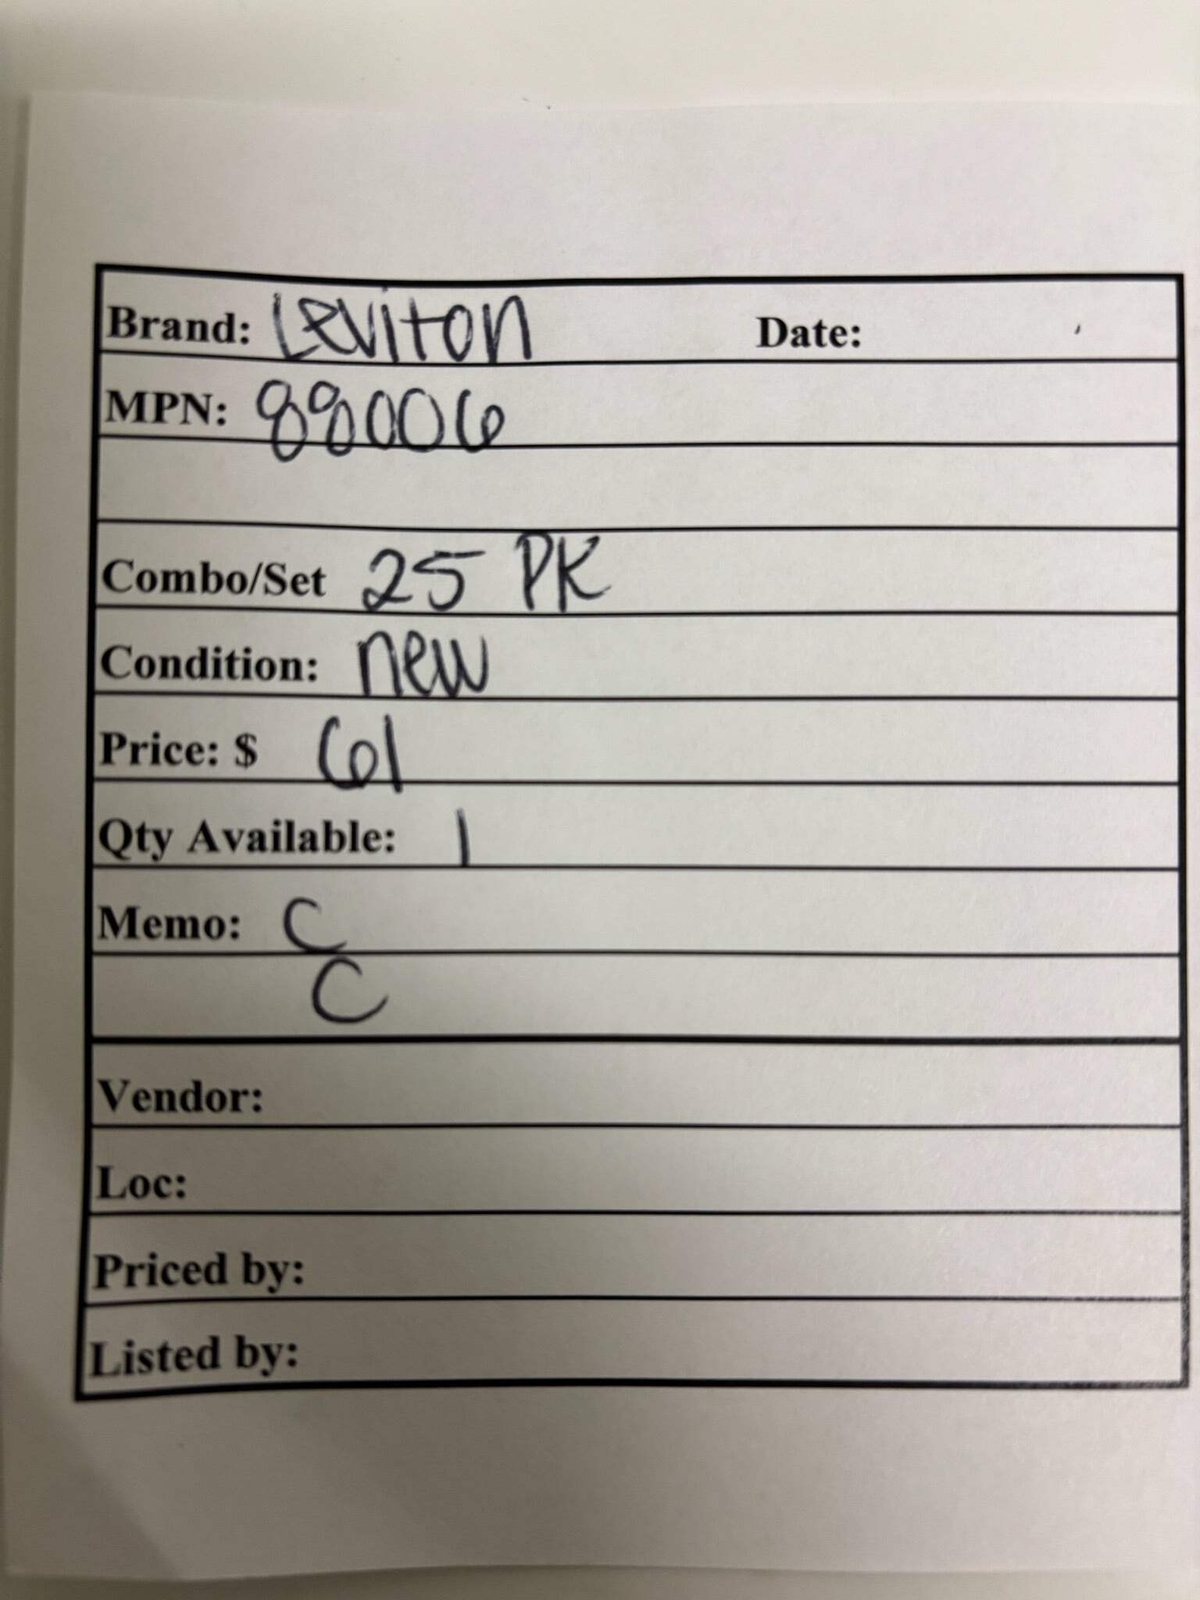 Brand: Leviton Date:
MPN: 88006
Combo/Set 25 PK
Condition: new
Price: $ 61
Qty Available: 1
Memo: C
C
Vendor:
Loc:
Priced by:
Listed by: